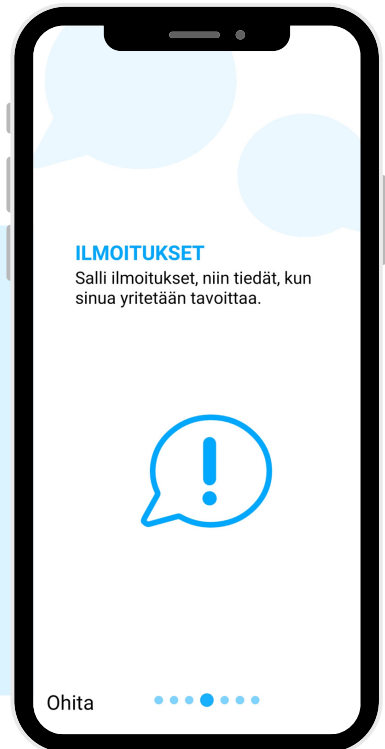 ILMOITUKSET
Salli ilmoitukset, niin tiedät, kun
sinua yritetään tavoittaa.
Ohita